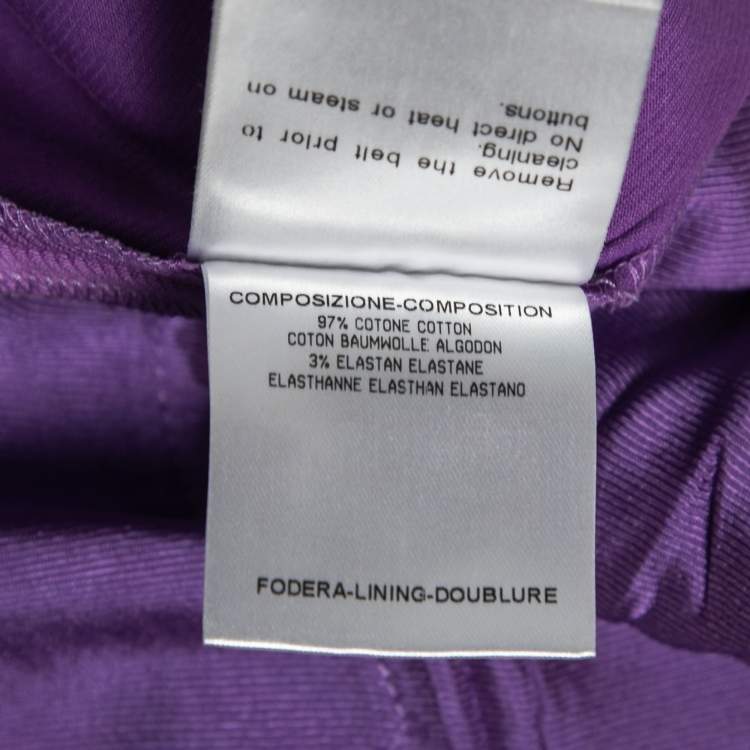 Remove the belt prior to
cleaning.
No direct heat or steam on
buttons.
COMPOSIZIONE-COMPOSITION
97% COTONE COTTON
COTON BAUMWOLLE ALGODON
3% ELASTAN ELASTANE
ELASTHANNE ELASTHAN ELASTANO
FODERA-LINING-DOUBLURE